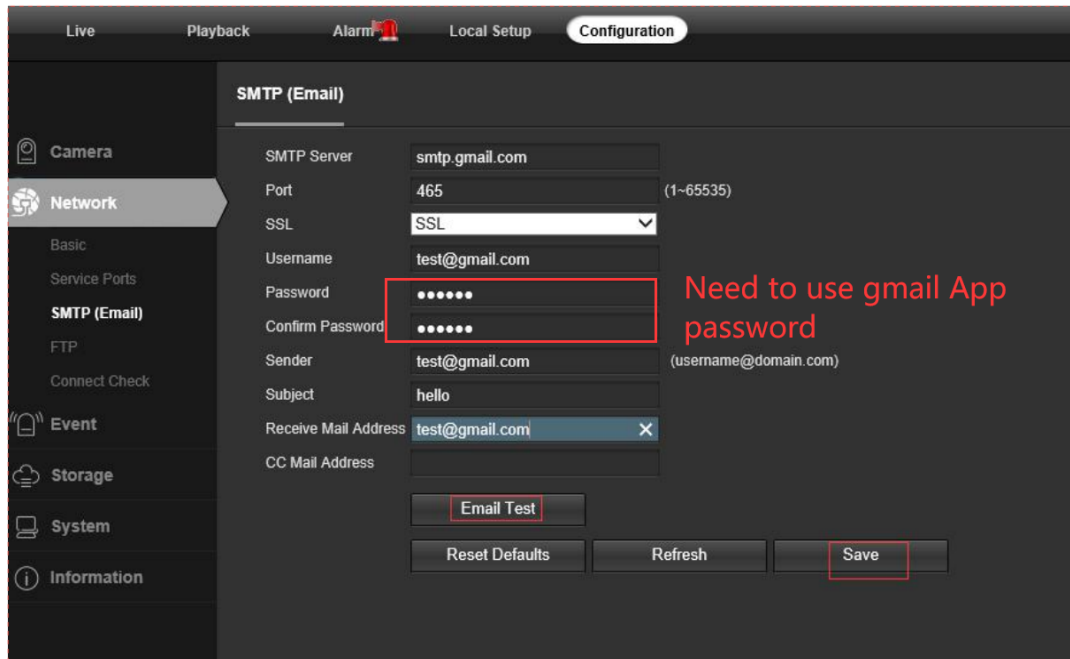 Live Playback Alarm Local Setup Configuration
SMTP (Email)
Camera
Network
Basic
Service Ports
SMTP (Email)
FTP
Connect Check
Event
Storage
System
Information
SMTP Server smtp.gmail.com
Port 465 (1~65535)
SSL SSL
Username test@gmail.com
Password ••••••
Confirm Password ••••••
Need to use gmail App
password
Sender test@gmail.com (username@domain.com)
Subject hello
Receive Mail Address test@gmail.com
CC Mail Address
Email Test
Reset Defaults Refresh Save